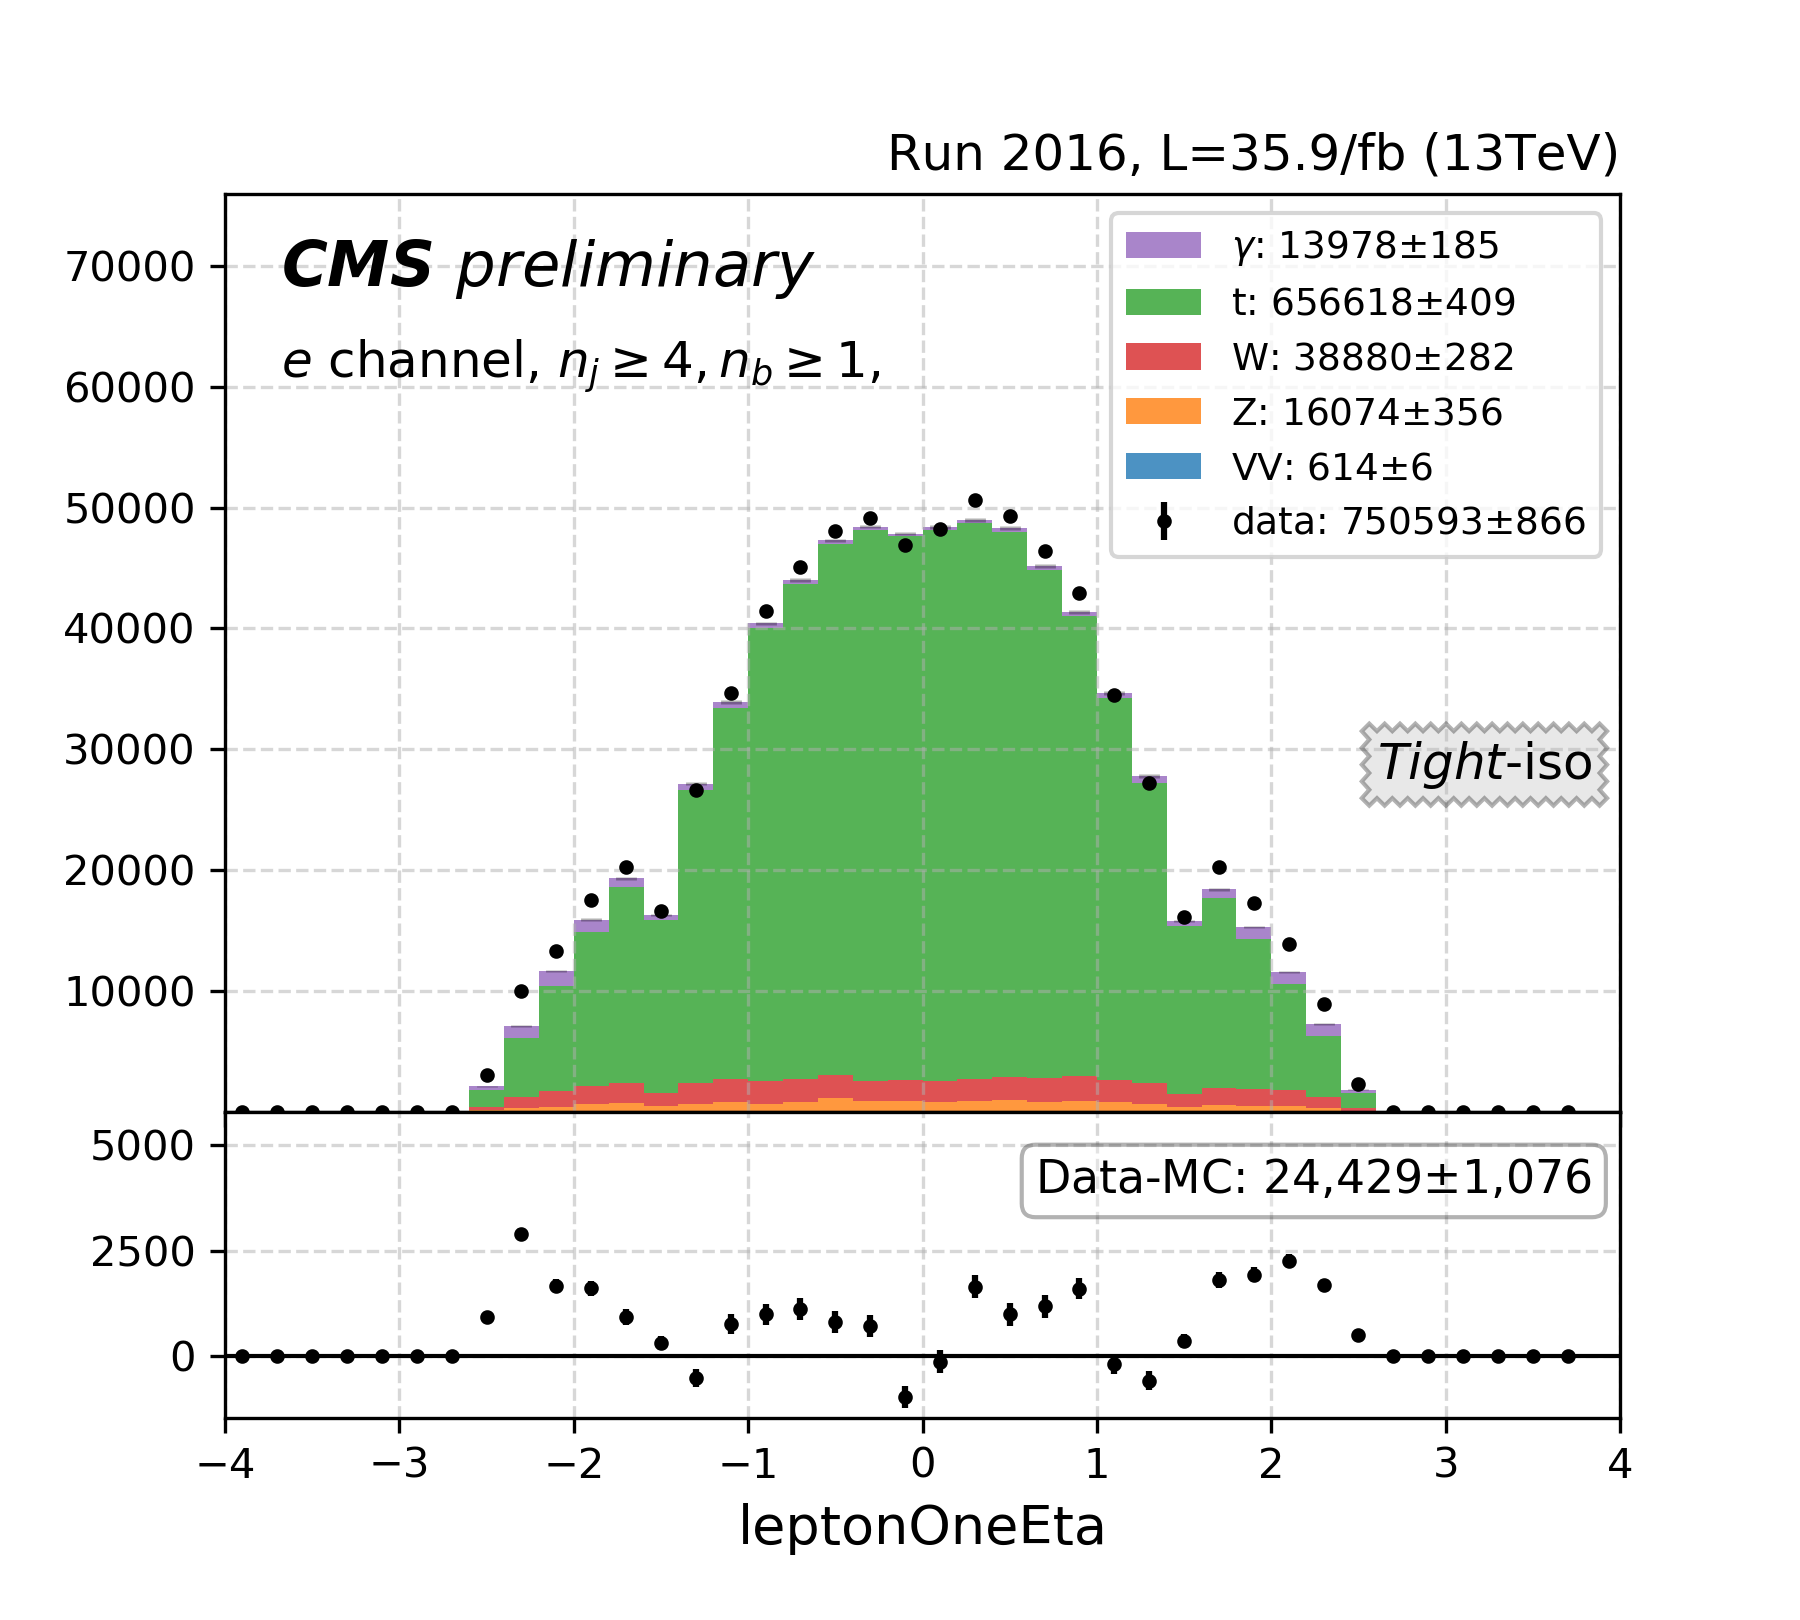 Run 2016, L=35.9/fb (13TeV)
CMS preliminary
e channel, n_j ≥ 4, n_b ≥ 1,
γ: 13978±185
t: 656618±409
W: 38880±282
Z: 16074±356
VV: 614±6
data: 750593±866
70000
60000
50000
40000
30000
20000
10000
Tight-iso
Data-MC: 24,429±1,076
5000
2500
0
−4 −3 −2 −1 0 1 2 3 4
leptonOneEta